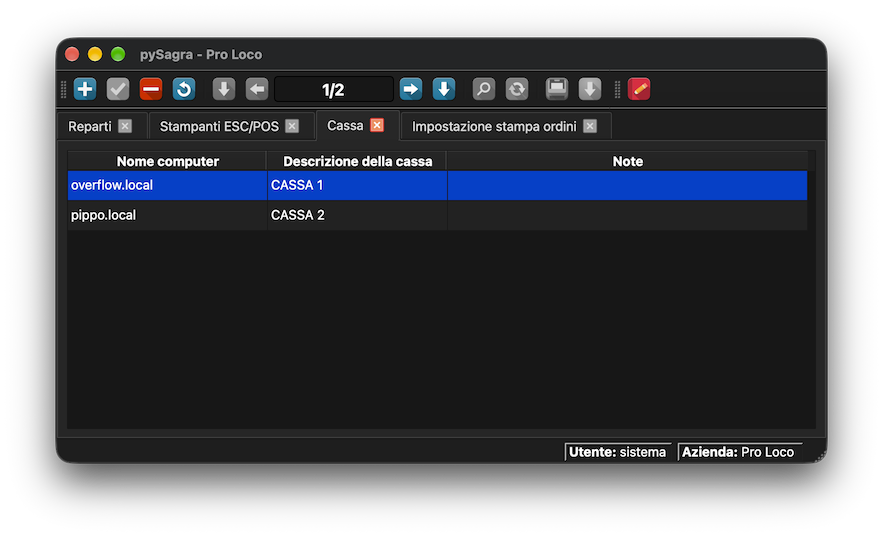 pySagra - Pro Loco
1/2
Reparti Stampanti ESC/POS Cassa Impostazione stampa ordini
Nome computer Descrizione della cassa Note
overflow.local CASSA 1
pippo.local CASSA 2
Utente: sistema Azienda: Pro Loco